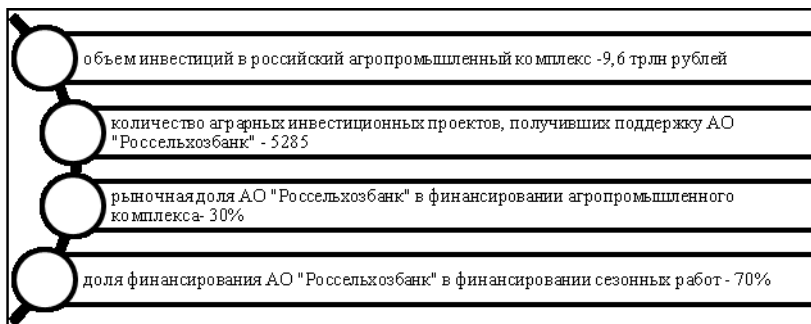 объем инвестиций в российский агропромышленный комплекс -9,6 трлн рублей
количество аграрных инвестиционных проектов, получивших поддержку АО
"Россельхозбанк" - 5285
рыночная доля АО "Россельхозбанк" в финансировании агропромышленного
комплекса- 30%
доля финансирования АО "Россельхозбанк" в финансировании сезонных работ - 70%